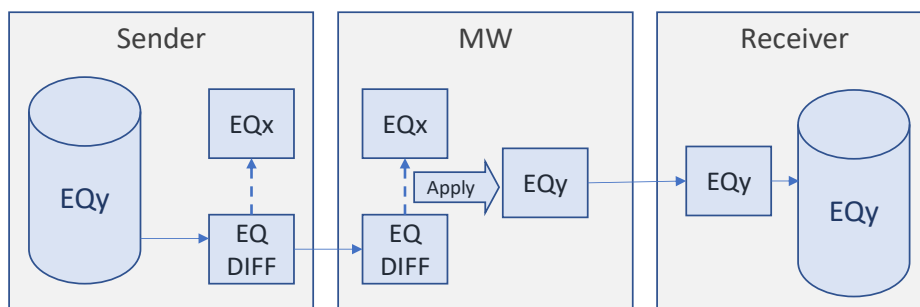 Sender
MW
Receiver
EQx
EQx
EQy
Apply
EQy
EQy
EQy
EQ
DIFF
EQ
DIFF